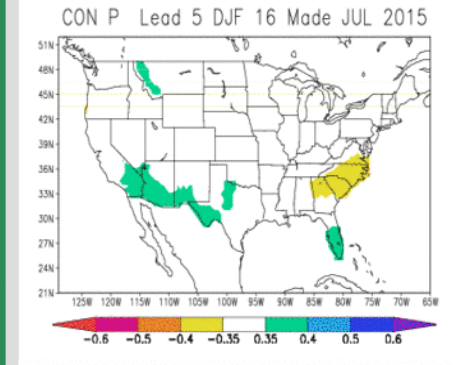 CON P Lead 5 DJF 16 Made JUL 2015
51N
48N
45N
42N
39N
36N
33N
30N
27N
24N
21N
125W 120W 115W 110W 105W 100W 95W 90W 85W 80W 75W 70W 65W
-0.6 -0.5 -0.4 -0.35 0.35 0.4 0.5 0.6